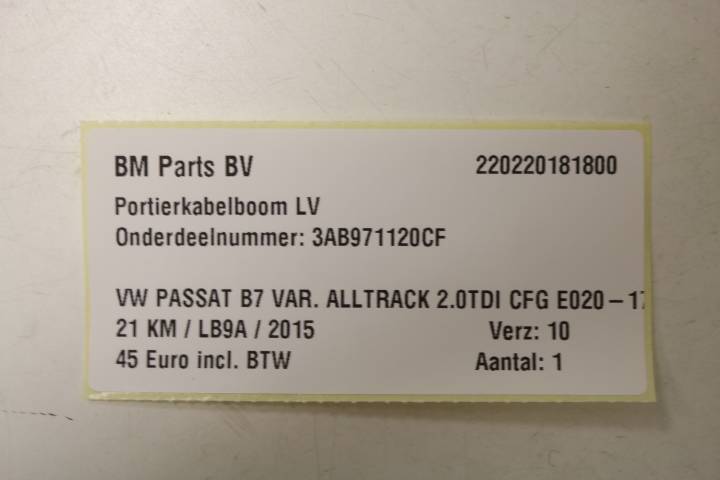 BM Parts BV 220220181800
Portierkabelboom LV
Onderdeelnummer: 3AB971120CF
VW PASSAT B7 VAR. ALLTRACK 2.0TDI CFG E020 – 17
21 KM / LB9A / 2015 Verz: 10
45 Euro incl. BTW Aantal: 1